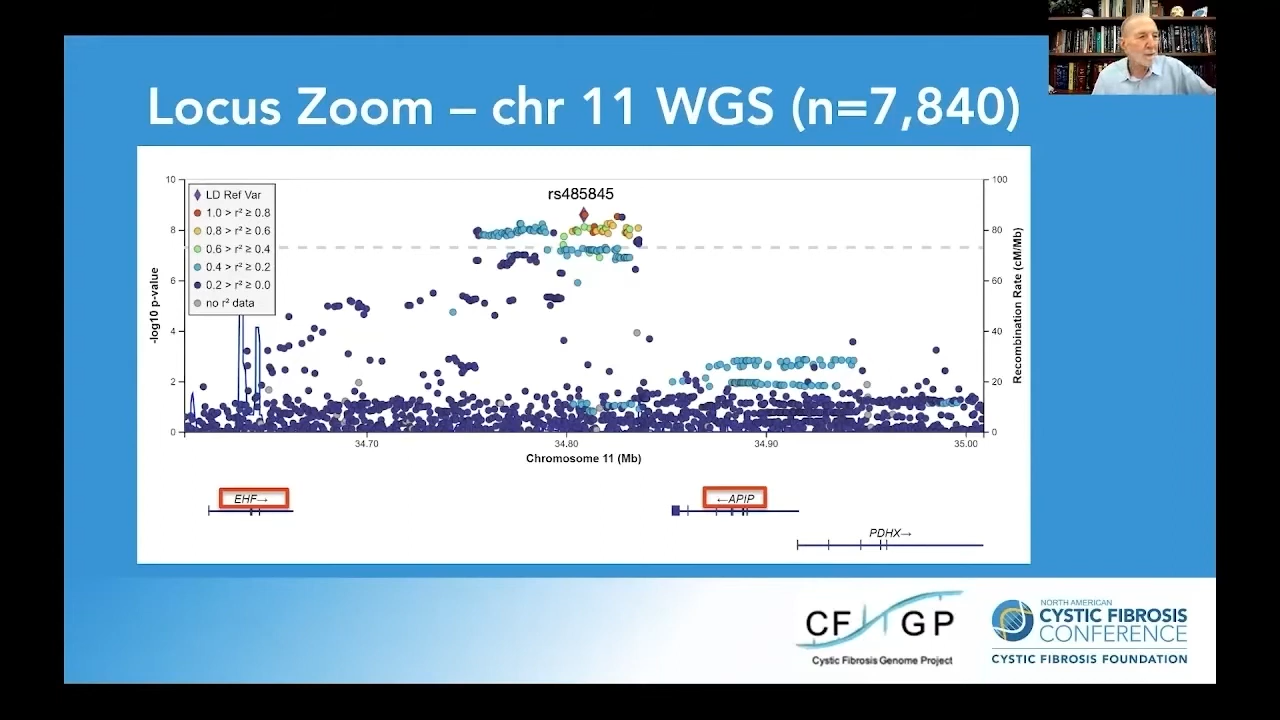 Locus Zoom – chr 11 WGS (n=7,840)
rs485845
LD Ref Var
1.0 > r² ≥ 0.8
0.8 > r² ≥ 0.6
0.6 > r² ≥ 0.4
0.4 > r² ≥ 0.2
0.2 > r² ≥ 0.0
no r² data
10
8
6
4
2
0
-log10 p-value
100
80
60
40
20
0
Recombination Rate (cM/Mb)
34.70 34.80 34.90 35.00
Chromosome 11 (Mb)
EHF→ ←APIP
PDHX→
CF GP
Cystic Fibrosis Genome Project
NORTH AMERICAN
CYSTIC FIBROSIS
CONFERENCE
CYSTIC FIBROSIS FOUNDATION